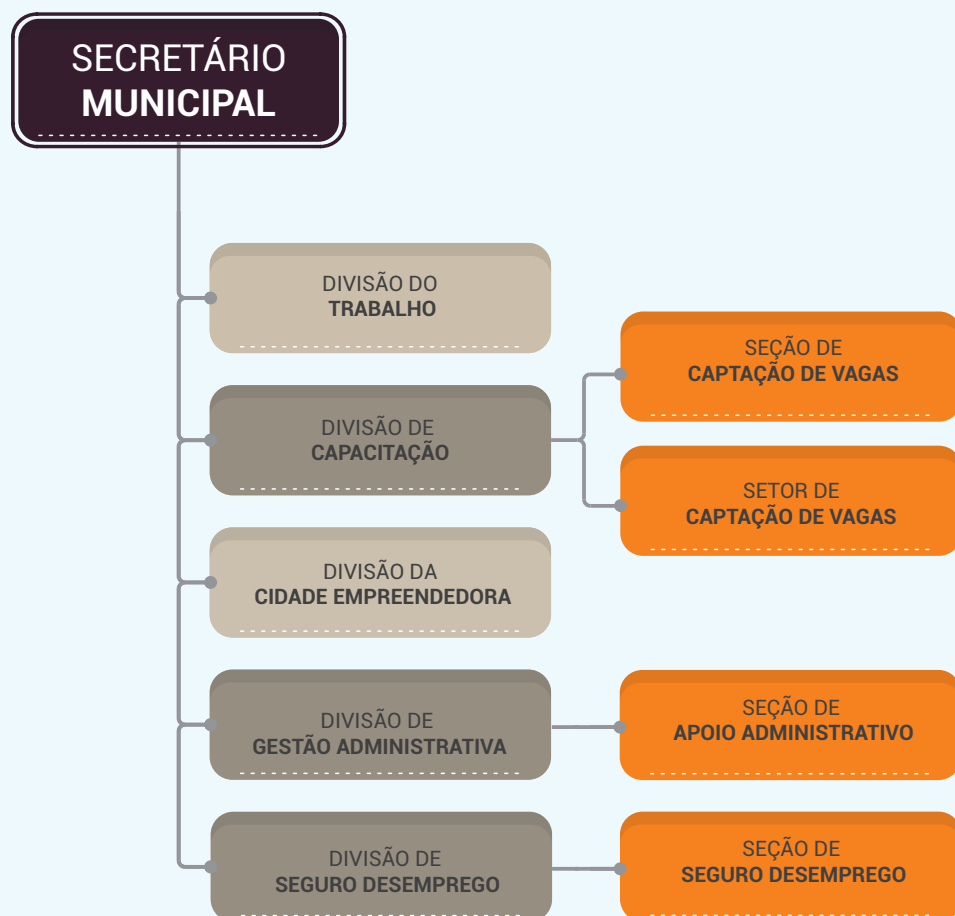 SECRETÁRIO
MUNICIPAL
DIVISÃO DO
TRABALHO
SEÇÃO DE
CAPTAÇÃO DE VAGAS
DIVISÃO DE
CAPACITAÇÃO
SETOR DE
CAPTAÇÃO DE VAGAS
DIVISÃO DA
CIDADE EMPREENDEDORA
DIVISÃO DE
GESTÃO ADMINISTRATIVA
SEÇÃO DE
APOIO ADMINISTRATIVO
DIVISÃO DE
SEGURO DESEMPREGO
SEÇÃO DE
SEGURO DESEMPREGO